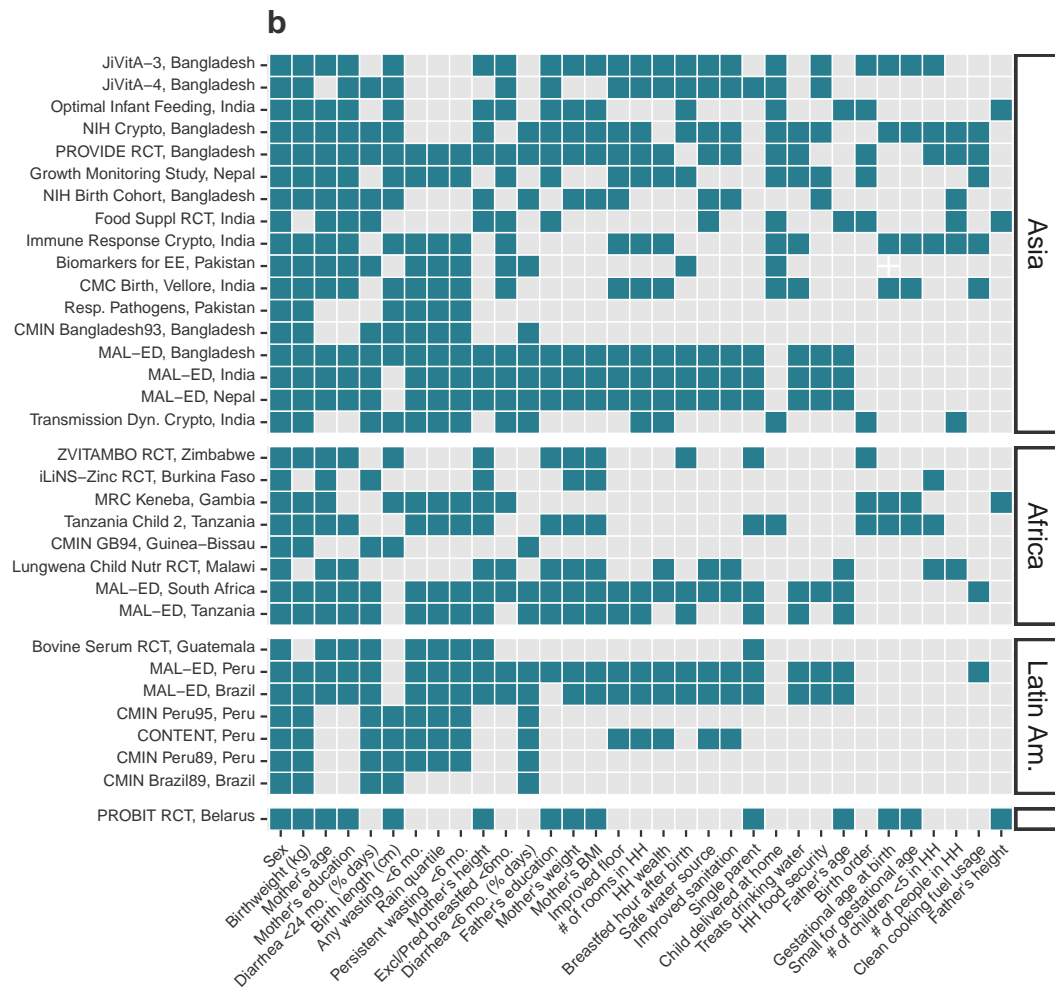 b
JiVitA−3, Bangladesh
JiVitA−4, Bangladesh
Optimal Infant Feeding, India
NIH Crypto, Bangladesh
PROVIDE RCT, Bangladesh
Growth Monitoring Study, Nepal
NIH Birth Cohort, Bangladesh
Food Suppl RCT, India
Immune Response Crypto, India
Biomarkers for EE, Pakistan
CMC Birth, Vellore, India
Resp. Pathogens, Pakistan
CMIN Bangladesh93, Bangladesh
MAL−ED, Bangladesh
MAL−ED, India
MAL−ED, Nepal
Transmission Dyn. Crypto, India
Asia
ZVITAMBO RCT, Zimbabwe
iLiNS−Zinc RCT, Burkina Faso
MRC Keneba, Gambia
Tanzania Child 2, Tanzania
CMIN GB94, Guinea−Bissau
Lungwena Child Nutr RCT, Malawi
MAL−ED, South Africa
MAL−ED, Tanzania
Africa
Bovine Serum RCT, Guatemala
MAL−ED, Peru
MAL−ED, Brazil
CMIN Peru95, Peru
CONTENT, Peru
CMIN Peru89, Peru
CMIN Brazil89, Brazil
Latin Am.
PROBIT RCT, Belarus
Sex
Birthweight (kg)
Mother's age
Mother's education
Diarrhea <24 mo. (% days)
Birth length (cm)
Any wasting <6 mo.
Rain quartile
Persistent wasting <6 mo.
Mother's height
Excl/Pred breastfed <6mo.
Diarrhea <6 mo. (% days)
Father's education
Mother's weight
Mother's BMI
Improved floor
# of rooms in HH
HH wealth
Breastfed hour after birth
Safe water source
Improved sanitation
Single parent
Child delivered at home
Treats drinking water
HH food security
Father's age
Birth order
Gestational age at birth
Small for gestational age
# of children <5 in HH
# of people in HH
Clean cooking fuel usage
Father's height